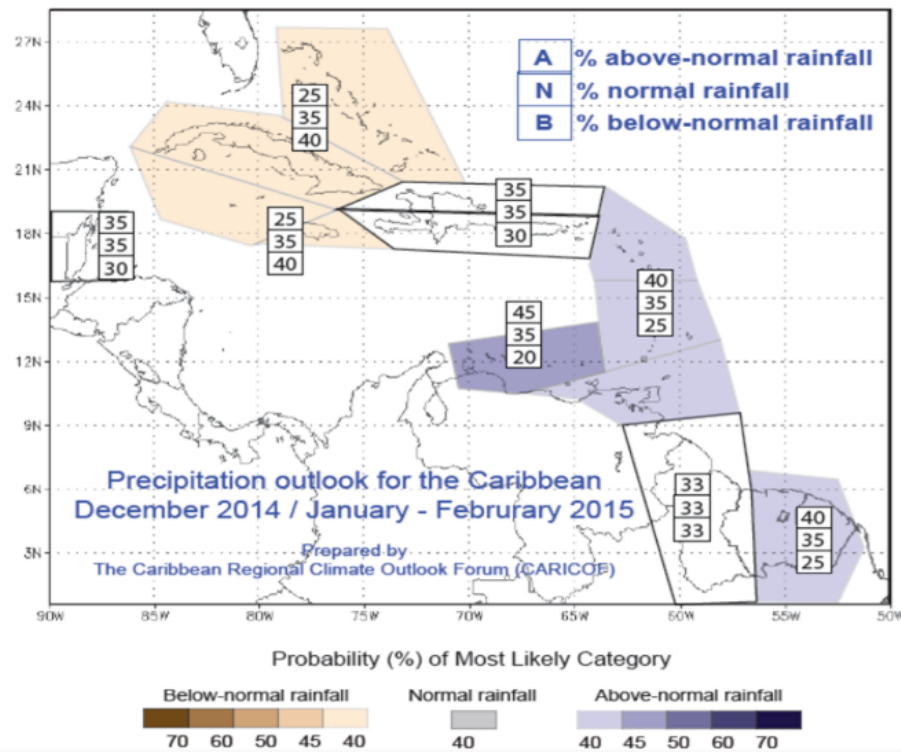 27N
A % above-normal rainfall
N % normal rainfall
B % below-normal rainfall
24N
25
35
40
21N
35
35
30
18N
35
35
30
25
35
40
15N
40
35
25
45
35
20
12N
9N
Precipitation outlook for the Caribbean
December 2014 / January - Februrary 2015
Prepared by
The Caribbean Regional Climate Outlook Forum (CARICOF)
6N
33
33
33
40
35
25
3N
90W 85W 80W 75W 70W 65W 60W 55W 50W
Probability (%) of Most Likely Category
Below-normal rainfall Normal rainfall Above-normal rainfall
70 60 50 45 40 40 40 45 50 60 70